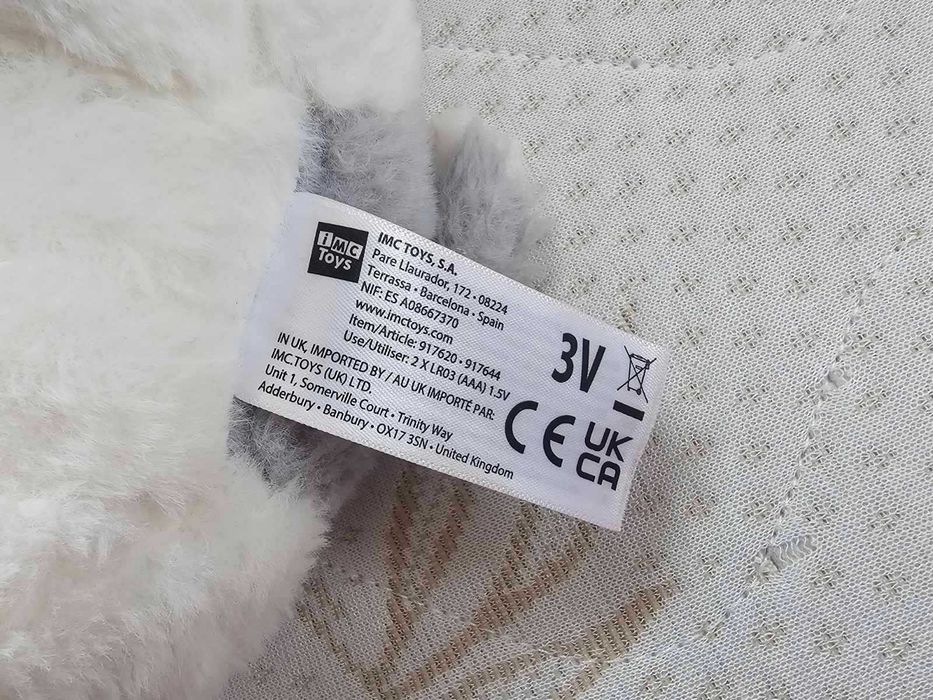 iMC
Toys
IMC TOYS, S.A.
Pare Llaurador, 172 • 08224
Terrassa • Barcelona • Spain
NIF: ES A08667370
www.imctoys.com
Item/Article: 917620 • 917644
Use/Utiliser: 2 X LR03 (AAA) 1.5V
IN UK, IMPORTED BY / AU UK IMPORTÉ PAR:
IMC TOYS (UK) LTD.
Unit 1, Somerville Court • Trinity Way
Adderbury • Banbury • OX17 3SN • United Kingdom
3V
CE
UK
CA